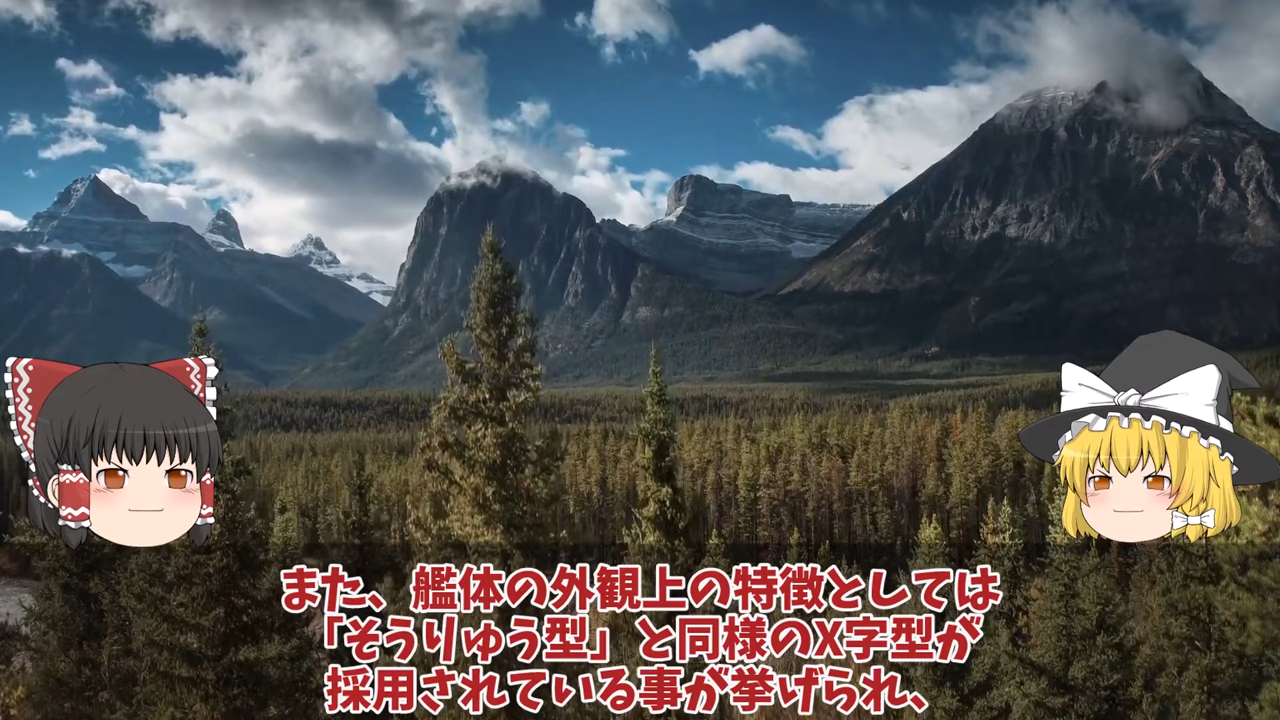 また、艦体の外観上の特徴としては
「そうりゅう型」と同様のX字型が
採用されている事が挙げられ、